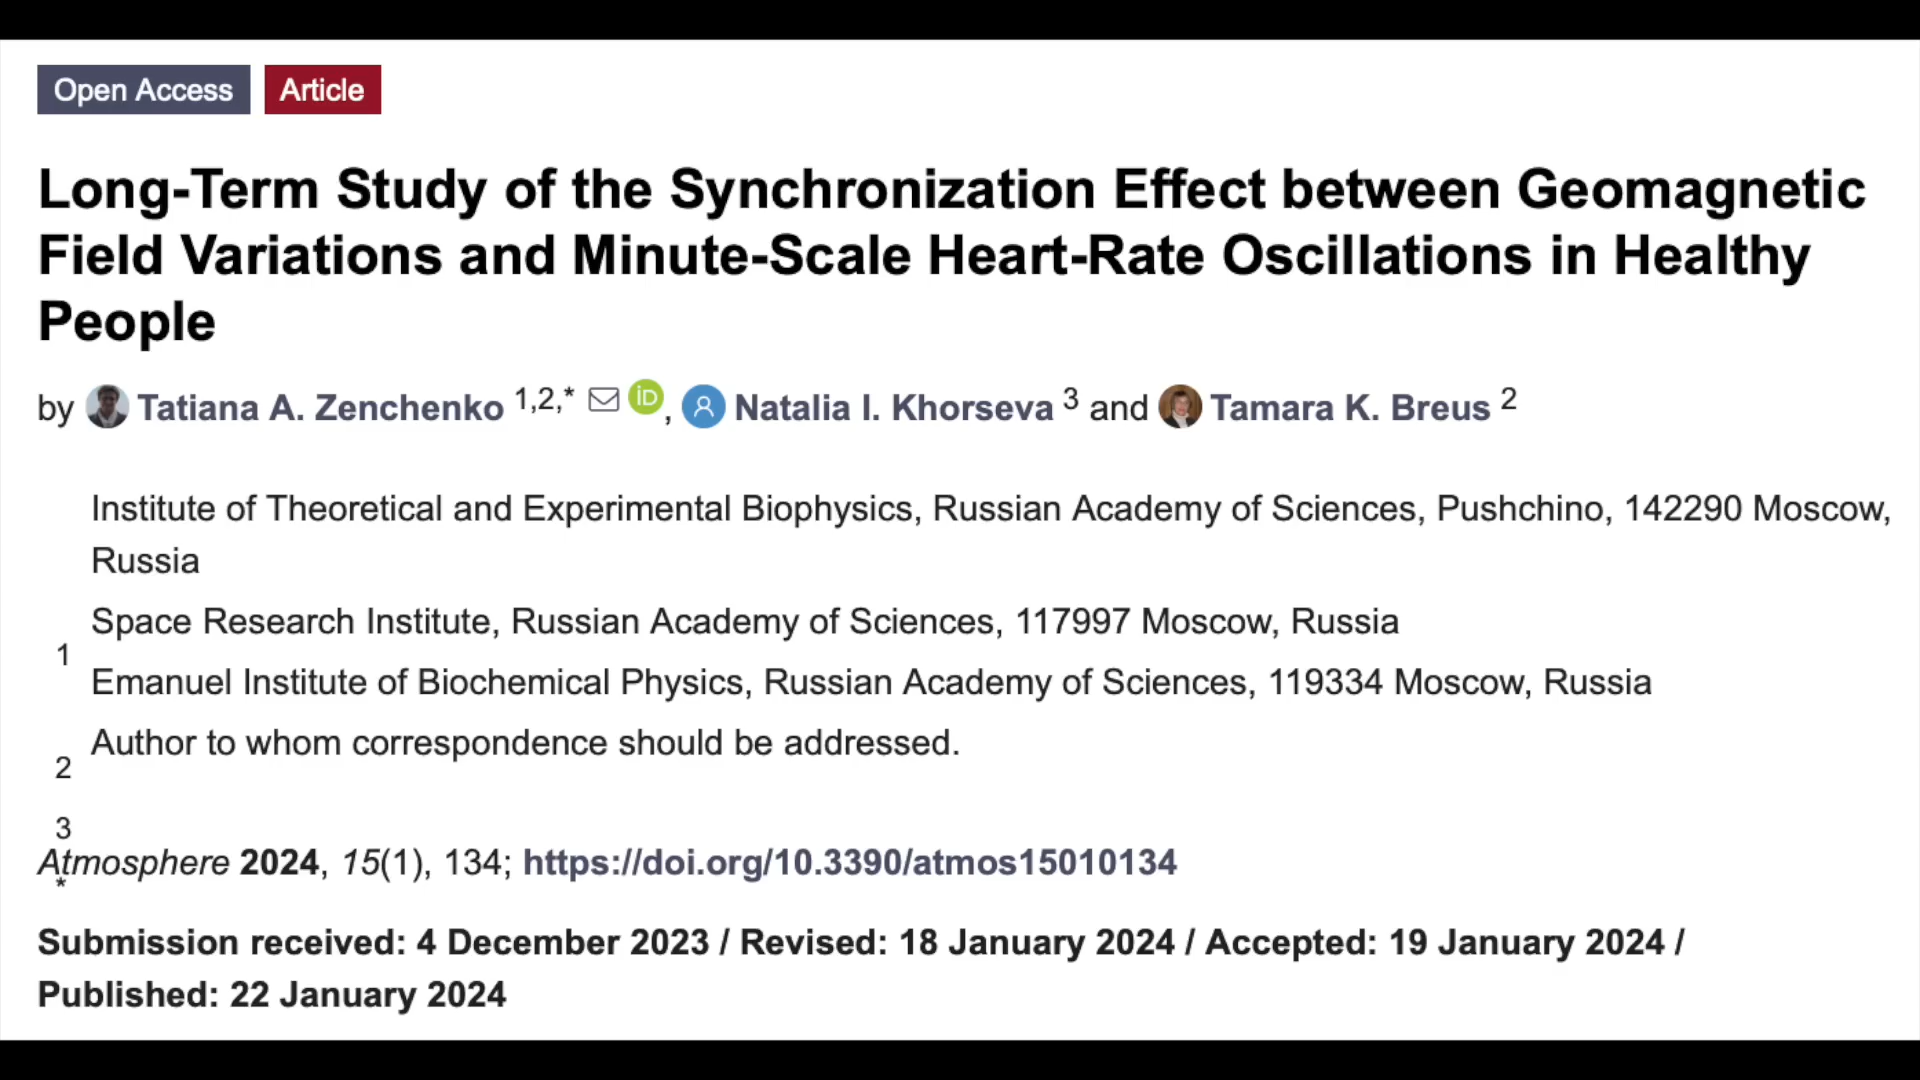 Open Access Article
Long-Term Study of the Synchronization Effect between Geomagnetic
Field Variations and Minute-Scale Heart-Rate Oscillations in Healthy
People
by Tatiana A. Zenchenko 1,2,* iD, Natalia I. Khorseva 3 and Tamara K. Breus 2
Institute of Theoretical and Experimental Biophysics, Russian Academy of Sciences, Pushchino, 142290 Moscow,
Russia
Space Research Institute, Russian Academy of Sciences, 117997 Moscow, Russia
1
Emanuel Institute of Biochemical Physics, Russian Academy of Sciences, 119334 Moscow, Russia
Author to whom correspondence should be addressed.
2
3
Atmosphere 2024, 15(1), 134; https://doi.org/10.3390/atmos15010134
*
Submission received: 4 December 2023 / Revised: 18 January 2024 / Accepted: 19 January 2024 /
Published: 22 January 2024